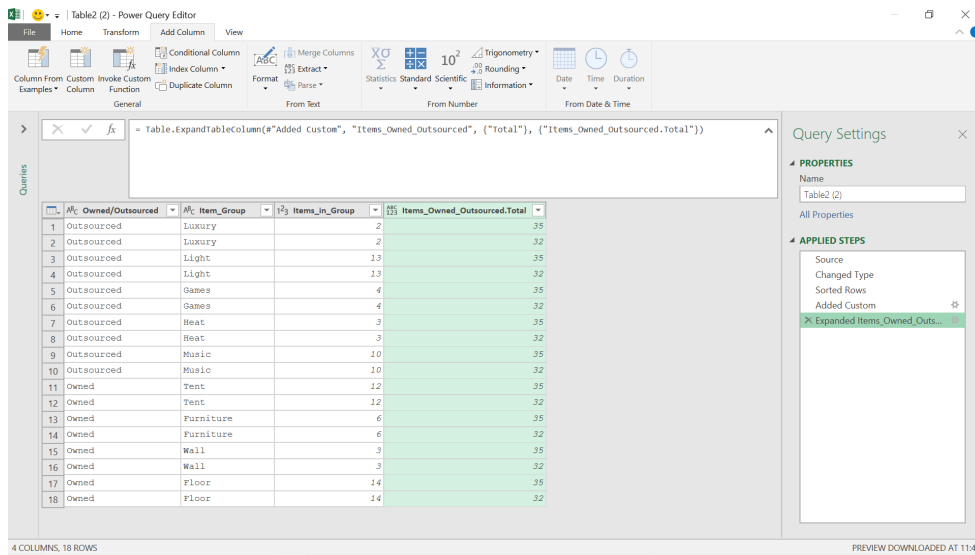 Table2 (2) - Power Query Editor
File Home Transform Add Column View
Column From Examples
Custom Column
Invoke Custom Function
Conditional Column
Index Column
Duplicate Column
General
Format
Merge Columns
Extract
Parse
From Text
Statistics
Standard
Scientific
Trigonometry
Rounding
Information
From Number
Date
Time
Duration
From Date & Time
Queries
fx = Table.ExpandTableColumn(#"Added Custom", "Items_Owned_Outsourced", {"Total"}, {"Items_Owned_Outsourced.Total"})
Owned/Outsourced Item_Group Items_in_Group Items_Owned_Outsourced.Total
1 Outsourced Luxury 2 35
2 Outsourced Luxury 2 32
3 Outsourced Light 13 35
4 Outsourced Light 13 32
5 Outsourced Games 4 35
6 Outsourced Games 4 32
7 Outsourced Heat 3 35
8 Outsourced Heat 3 32
9 Outsourced Music 10 35
10 Outsourced Music 10 32
11 Owned Tent 12 35
12 Owned Tent 12 32
13 Owned Furniture 6 35
14 Owned Furniture 6 32
15 Owned Wall 3 35
16 Owned Wall 3 32
17 Owned Floor 14 35
18 Owned Floor 14 32
Query Settings
PROPERTIES
Name
Table2 (2)
All Properties
APPLIED STEPS
Source
Changed Type
Sorted Rows
Added Custom
Expanded Items_Owned_Outs...
4 COLUMNS, 18 ROWS
PREVIEW DOWNLOADED AT 11:4